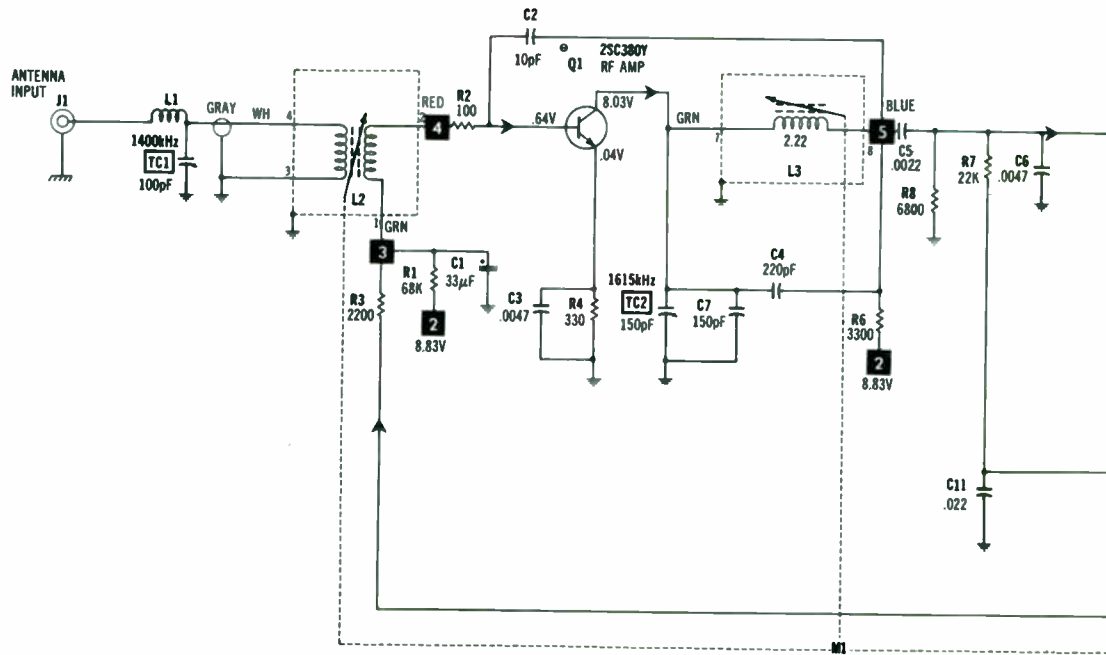 C2
10pF
⊖
Q1
2SC380Y
RF AMP
ANTENNA
INPUT
J1
L1
1400kHz
TC1
100pF
GRAY
WH
4
3
L2
2
RED
4
R2
100
.64V
8.03V
.04V
GRN
7
2.22
L3
BLUE
5
8
C5
.0022
R8
6800
R7
22K
C6
.0047
1
GRN
3
R1
68K
C1
33µF
R3
2200
2
8.83V
C3
.0047
R4
330
1615kHz
TC2
150pF
C7
150pF
C4
220pF
R6
3300
2
8.83V
C11
.022
M1